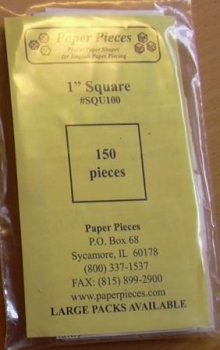 Paper Pieces
Precut Paper Shapes
for English Paper Piecing
1” Square
#SQU100
150
pieces
Paper Pieces
P.O. Box 68
Sycamore, IL 60178
(800) 337-1537
FAX: (815) 899-2900
www.paperpieces.com
LARGE PACKS AVAILABLE